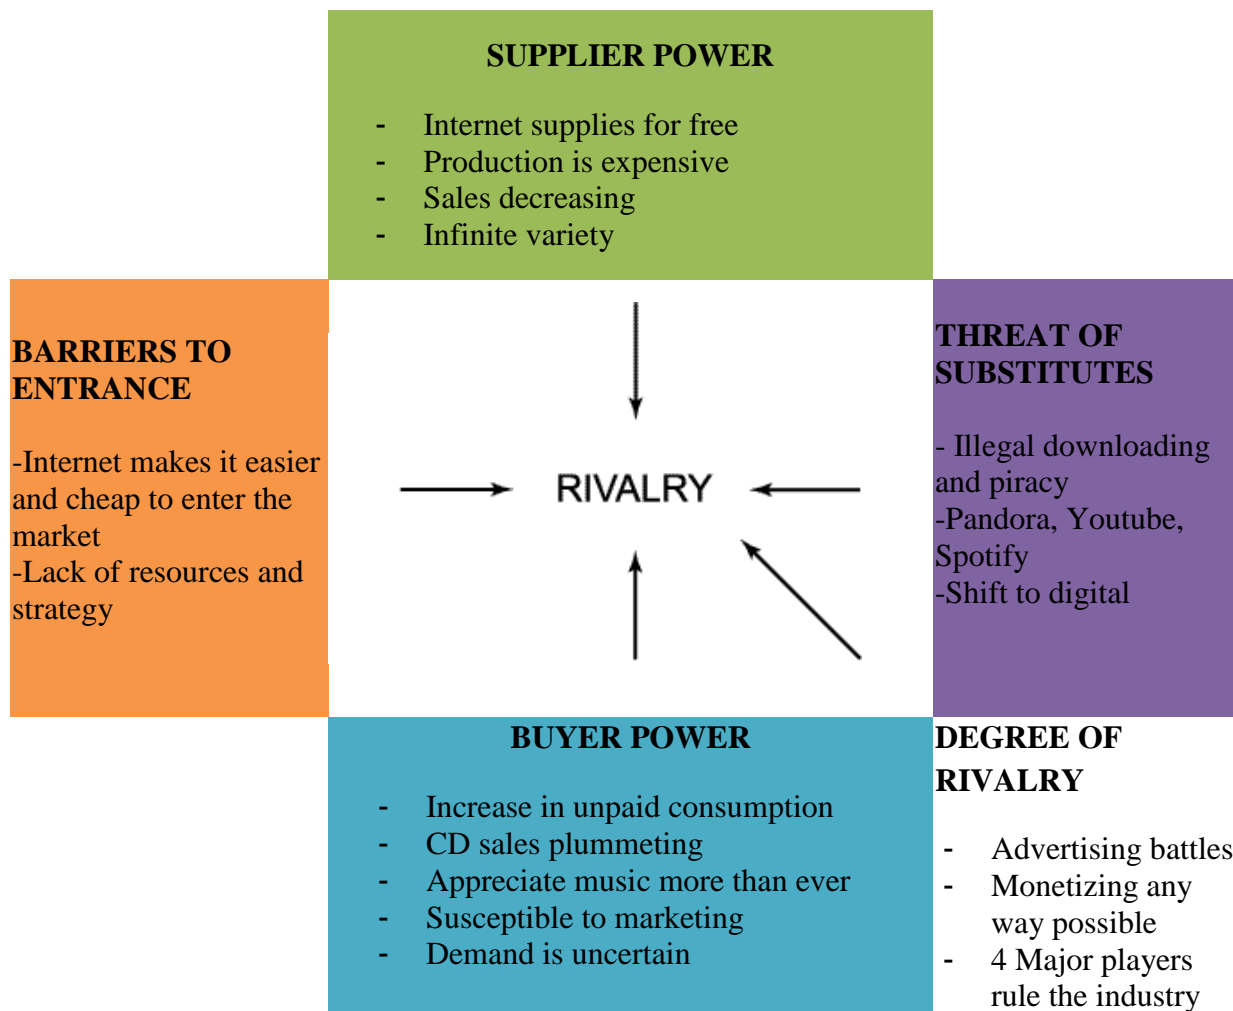 SUPPLIER POWER
- Internet supplies for free
- Production is expensive
- Sales decreasing
- Infinite variety
BARRIERS TO
ENTRANCE
-Internet makes it easier
and cheap to enter the
market
-Lack of resources and
strategy
RIVALRY
THREAT OF
SUBSTITUTES
- Illegal downloading
and piracy
-Pandora, Youtube,
Spotify
-Shift to digital
BUYER POWER
- Increase in unpaid consumption
- CD sales plummeting
- Appreciate music more than ever
- Susceptible to marketing
- Demand is uncertain
DEGREE OF
RIVALRY
- Advertising battles
- Monetizing any
way possible
- 4 Major players
rule the industry